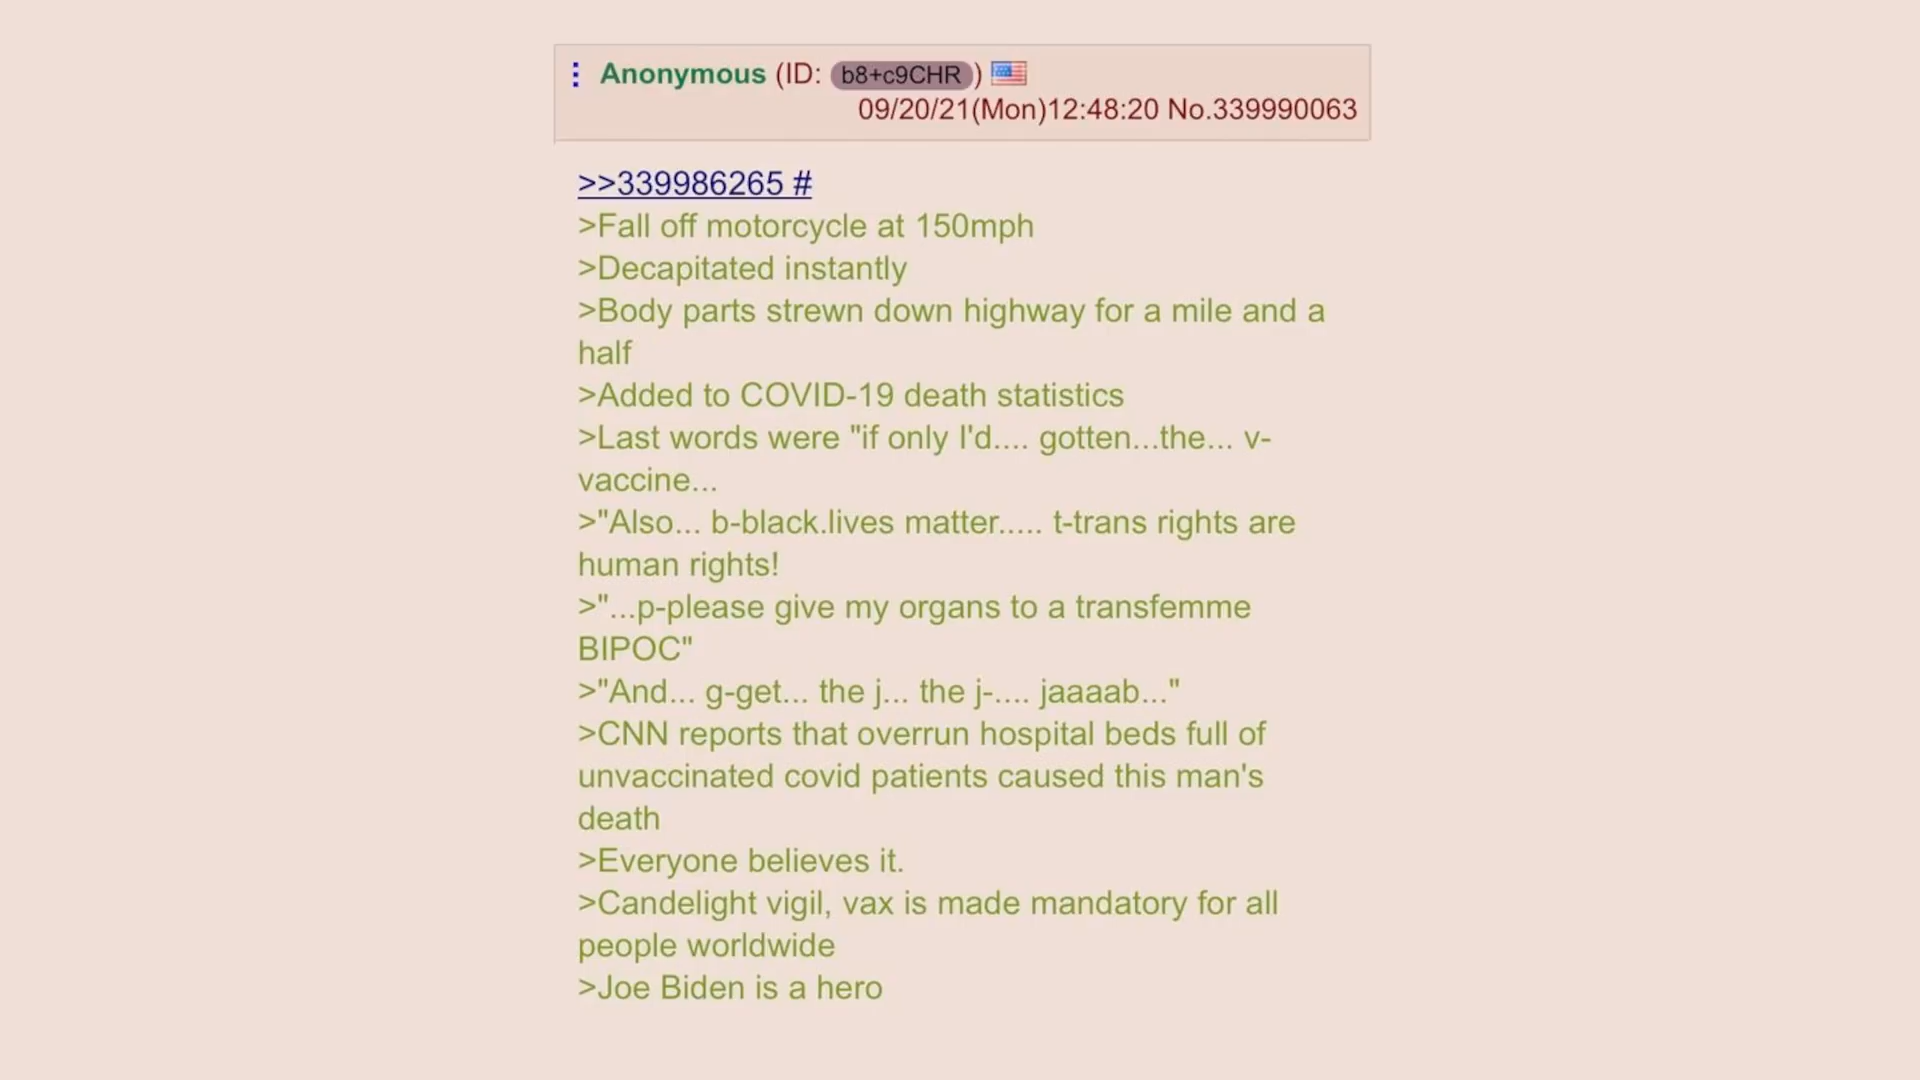 Anonymous (ID: b8+c9CHR)
09/20/21(Mon)12:48:20 No.339990063
>>339986265 #
>Fall off motorcycle at 150mph
>Decapitated instantly
>Body parts strewn down highway for a mile and a
half
>Added to COVID-19 death statistics
>Last words were "if only I'd.... gotten...the... v-
vaccine...
>"Also... b-black.lives matter..... t-trans rights are
human rights!
>"...p-please give my organs to a transfemme
BIPOC"
>"And... g-get... the j... the j-.... jaaaab..."
>CNN reports that overrun hospital beds full of
unvaccinated covid patients caused this man's
death
>Everyone believes it.
>Candelight vigil, vax is made mandatory for all
people worldwide
>Joe Biden is a hero